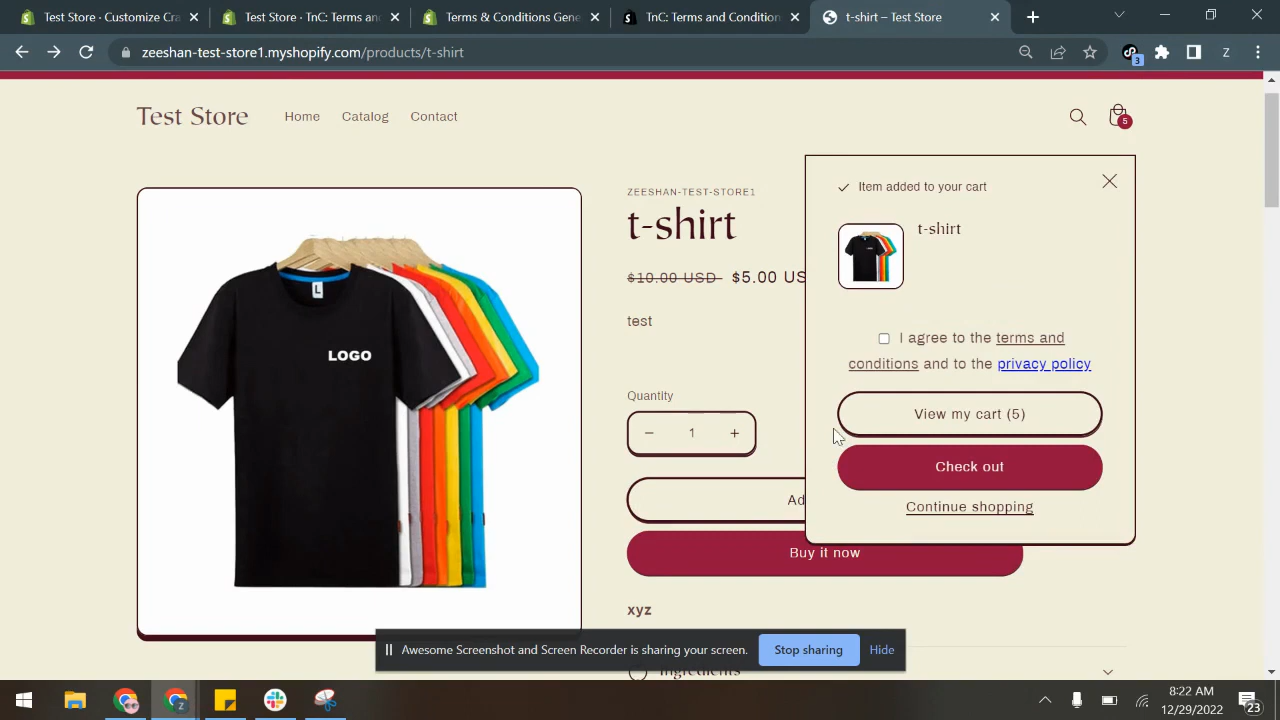 Test Store · Customize Cra
Test Store · TnC: Terms an
Terms & Conditions Gene
TnC: Terms and Condition
t-shirt – Test Store
zeeshan-test-store1.myshopify.com/products/t-shirt
3
Z
Test Store
Home
Catalog
Contact
5
ZEESHAN-TEST-STORE1
t-shirt
$10.00 USD
$5.00 US
test
L
LOGO
Quantity
1
Ad
Buy it now
xyz
Ingredients
Item added to your cart
t-shirt
I agree to the terms and
conditions and to the privacy policy
View my cart (5)
Check out
Continue shopping
Awesome Screenshot and Screen Recorder is sharing your screen.
Stop sharing
Hide
8:22 AM
12/29/2022
23